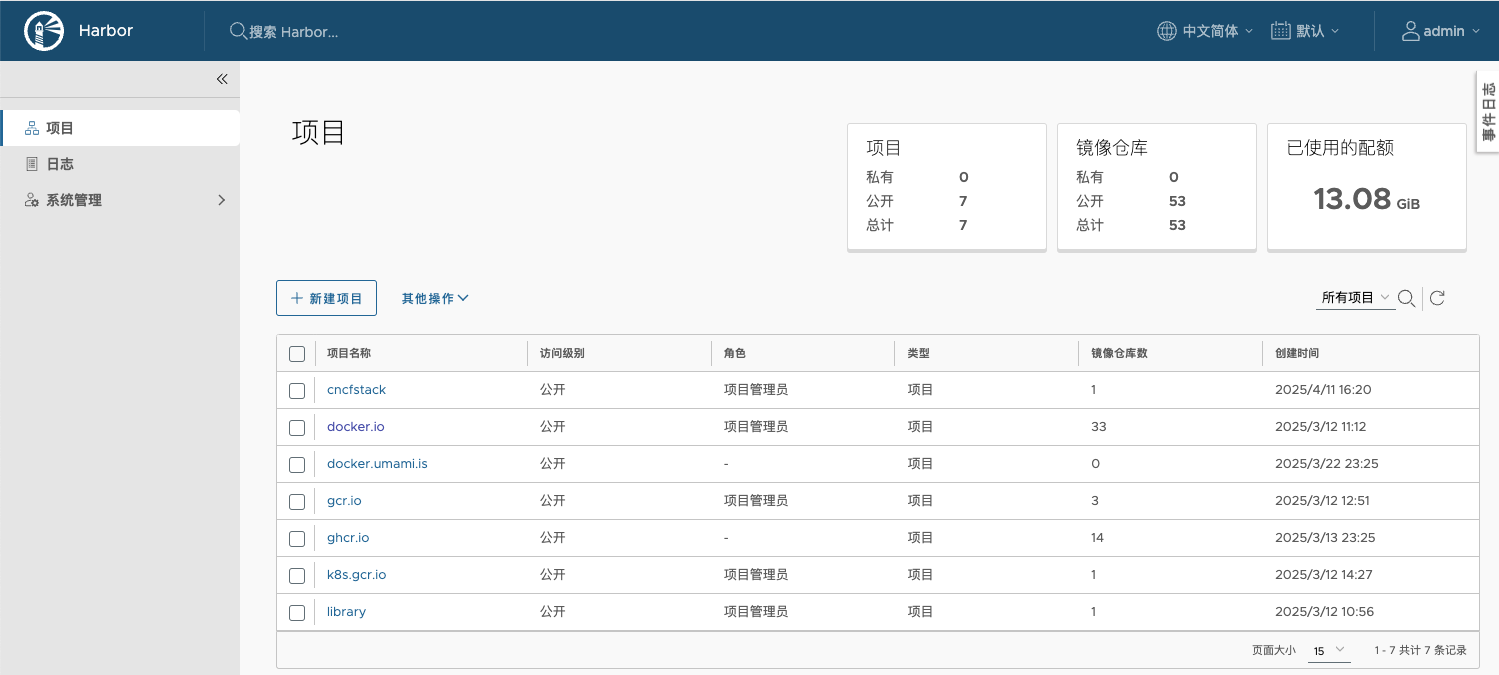 Harbor
搜索 Harbor...
中文简体
默认
admin
项目
日志
系统管理
事件日志
项目
项目
私有 0
公开 7
总计 7
镜像仓库
私有 0
公开 53
总计 53
已使用的配额
13.08 GiB
新建项目
其他操作
所有项目
项目名称 访问级别 角色 类型 镜像仓库数 创建时间
cncfstack 公开 项目管理员 项目 1 2025/4/11 16:20
docker.io 公开 项目管理员 项目 33 2025/3/12 11:12
docker.umami.is 公开 - 项目 0 2025/3/22 23:25
gcr.io 公开 项目管理员 项目 3 2025/3/12 12:51
ghcr.io 公开 - 项目 14 2025/3/13 23:25
k8s.gcr.io 公开 项目管理员 项目 1 2025/3/12 14:27
library 公开 项目管理员 项目 1 2025/3/12 10:56
页面大小 15 1 - 7 共计 7 条记录